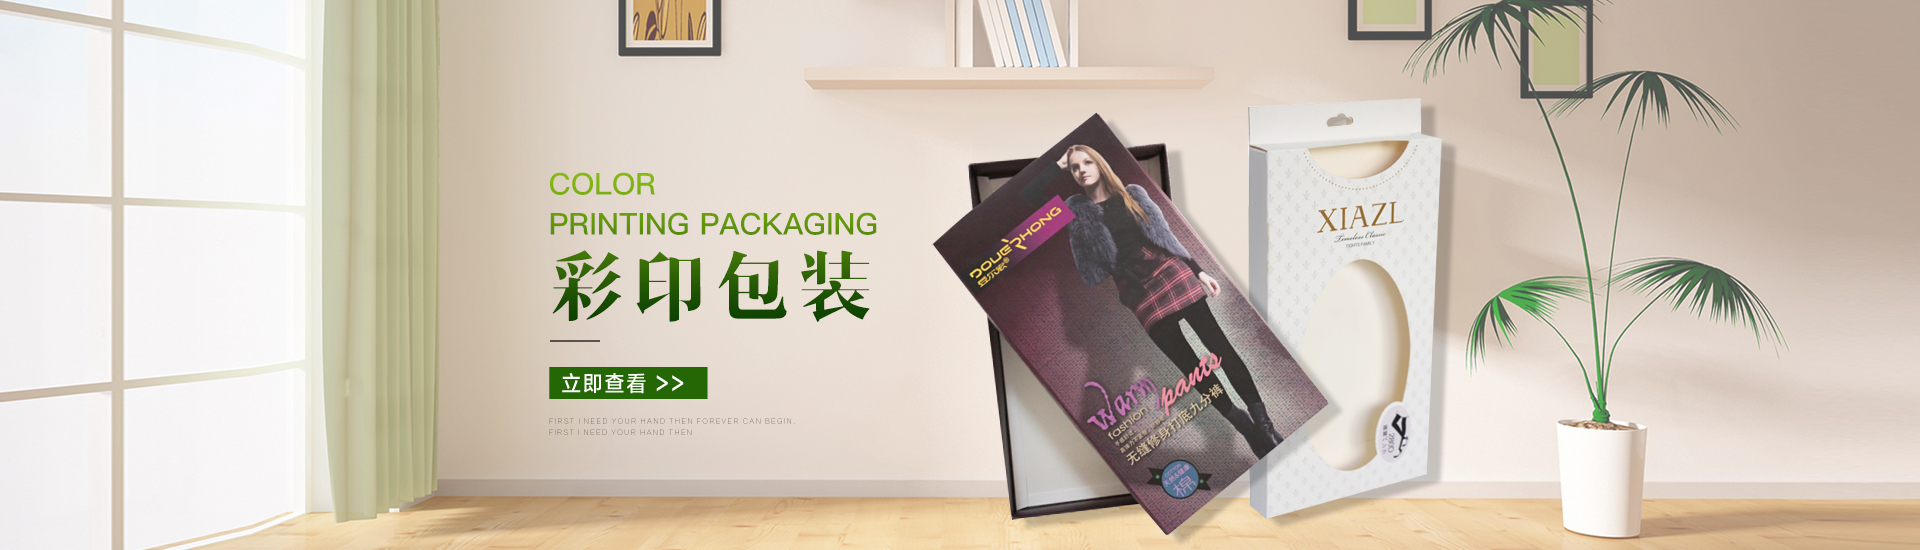 COLOR
PRINTING PACKAGING
彩印包装
立即查看 >>
FIRST I NEED YOUR HAND THEN FOREVER CAN BEGIN.
FIRST I NEED YOUR HAND THEN
DOUERHONG
Warm pants
fashion
无缝修身打底九分裤
棉
XIAZL
Timeless Classic